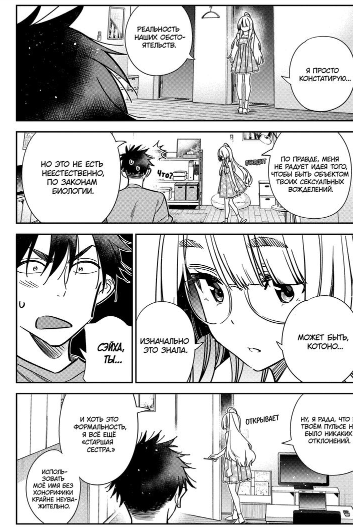 Я ПРОСТО
КОНСТАТИРУЮ...
РЕАЛЬНОСТЬ
НАШИХ ОБСТО-
ЯТЕЛЬСТВ.
ПО ПРАВДЕ, МЕНЯ
НЕ РАДУЕТ ИДЕЯ ТОГО,
ЧТОБЫ БЫТЬ ОБЪЕКТОМ
ТВОИХ СЕКСУАЛЬНЫХ
ВОЖДЕЛЕНИЙ.
ЧТО?
НО ЭТО НЕ ЕСТЬ
НЕЕСТЕСТВЕННО,
ПО ЗАКОНАМ
БИОЛОГИИ.
МОЖЕТ БЫТЬ,
КОТОНО...
ИЗНАЧАЛЬНО
ЭТО ЗНАЛА.
СЭЙХА,
ТЫ...
НУ, Я РАДА, ЧТО
ТВОЁМ ПУЛЬСЕ Н
БЫЛО НИКАКИХ
ОТКЛОНЕНИЙ.
ОТКРЫВАЕТ
И ХОТЬ ЭТО
ФОРМАЛЬНОСТЬ,
Я ВСЁ ЕЩЁ
«СТАРШАЯ
СЕСТРА.»
ИСПОЛЬ-
ЗОВАТЬ
МОЁ ИМЯ БЕЗ
ХОНОРИФИКИ
КРАЙНЕ НЕУВА-
ЖИТЕЛЬНО.